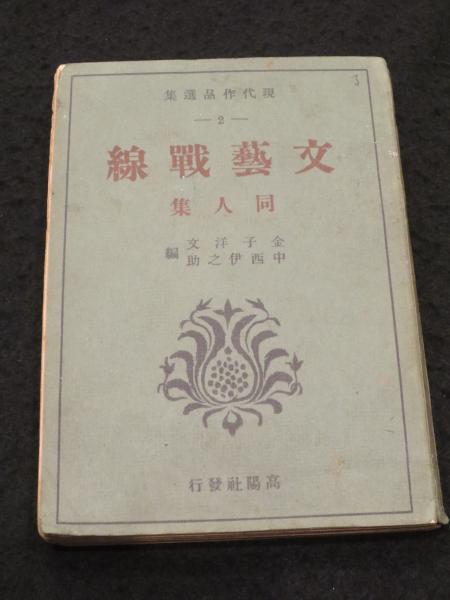 3
現代作品選集
―2―
文藝戰線
同人集
金子洋文
中西伊之助
編
高陽社發行